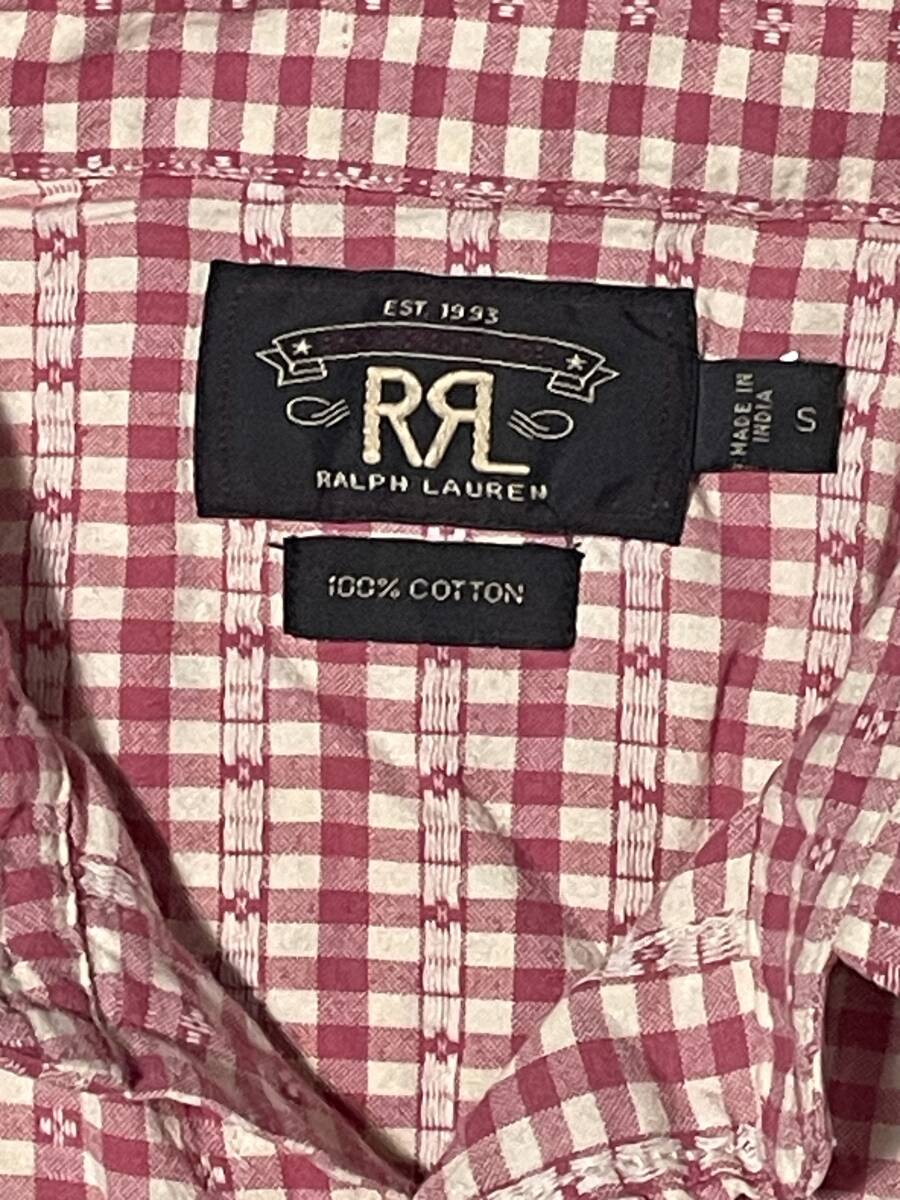 EST. 1993
RRL
RALPH LAUREN
MADE IN
INDIA
S
100% COTTON